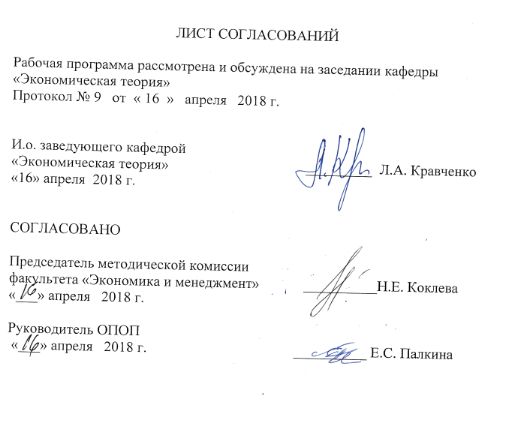 ЛИСТ СОГЛАСОВАНИЙ
Рабочая программа рассмотрена и обсуждена на заседании кафедры
«Экономическая теория»
Протокол № 9 от « 16 » апреля 2018 г.
И.о. заведующего кафедрой
«Экономическая теория»
«16» апреля 2018 г.
Л.А. Кравченко
СОГЛАСОВАНО
Председатель методической комиссии
факультета «Экономика и менеджмент»
«16» апреля 2018 г.
Н.Е. Коклева
Руководитель ОПОП
«16» апреля 2018 г.
Е.С. Палкина